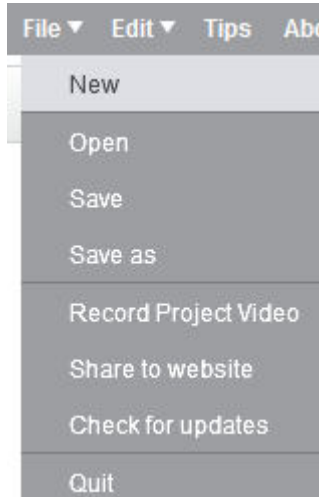 File ▼ Edit ▼ Tips Abo
New
Open
Save
Save as
Record Project Video
Share to website
Check for updates
Quit